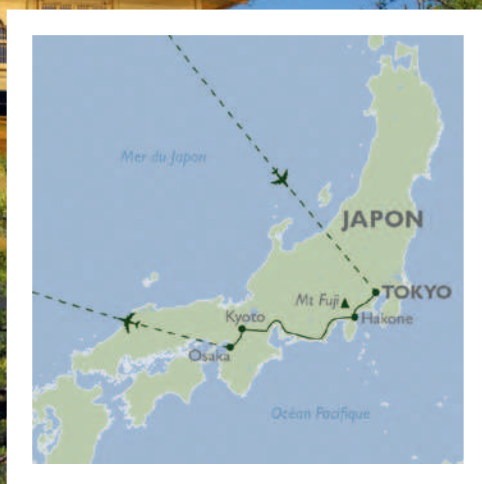 Mer du Japon
JAPON
TOKYO
Mt Fuji
Hakone
Kyoto
Osaka
Océan Pacifique